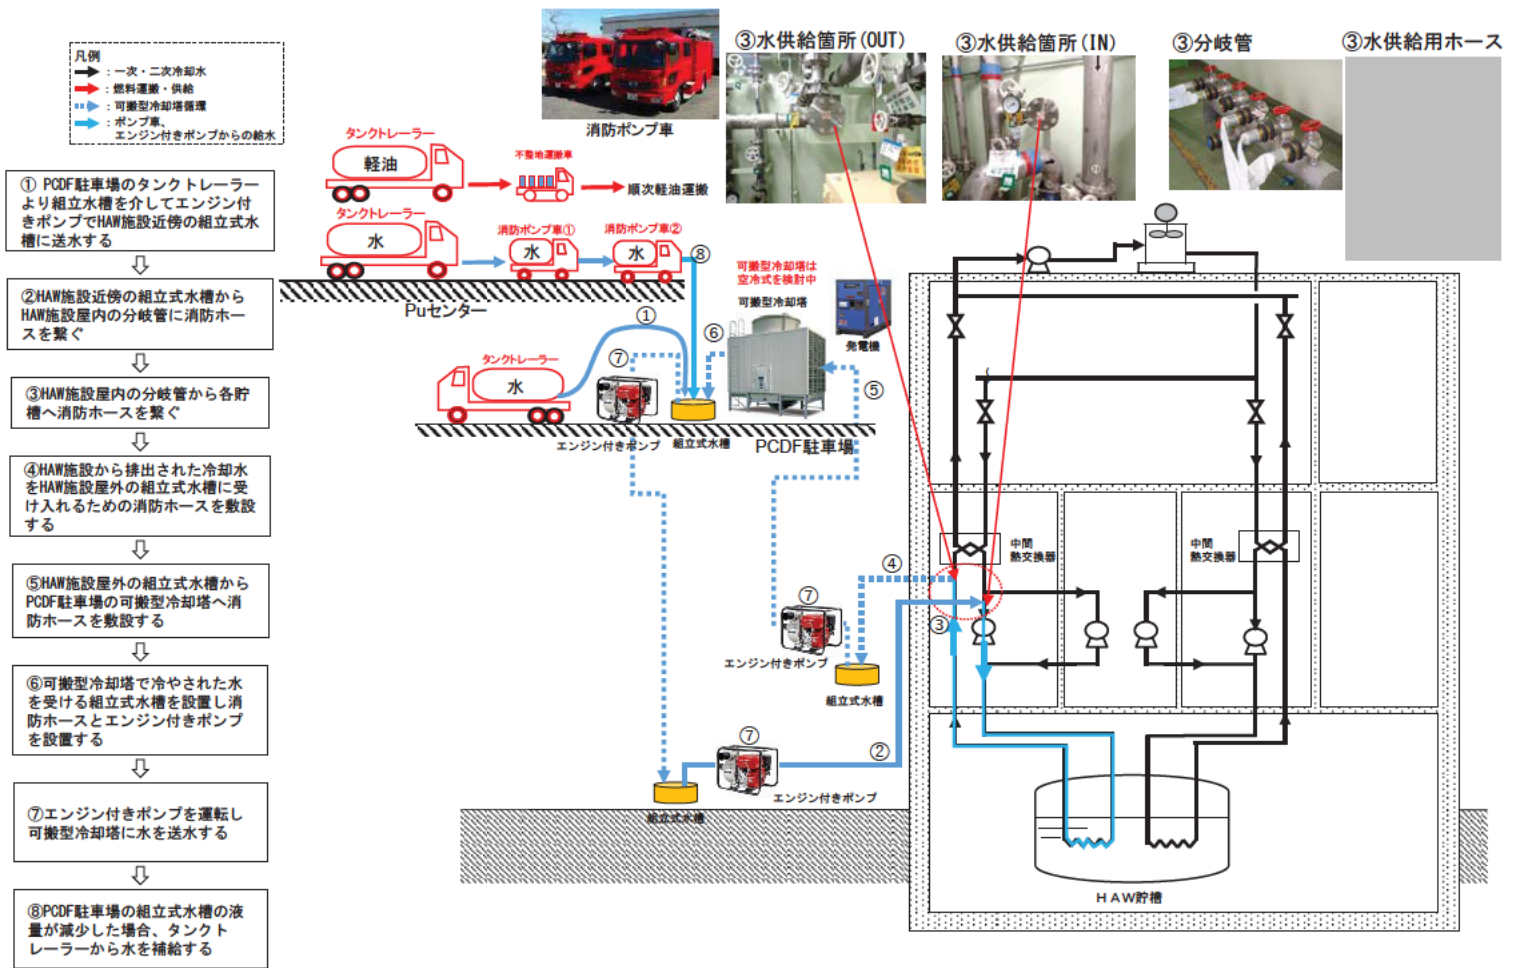 凡例
：一次・二次冷却水
：燃料運搬・供給
：可搬型冷却塔循環
：ポンプ車、
エンジン付きポンプからの給水
① PCDF駐車場のタンクトレーラー
より組立水槽を介してエンジン付
きポンプでHAW施設近傍の組立式水
槽に送水する
②HAW施設近傍の組立式水槽から
HAW施設屋内の分岐管に消防ホー
スを繋ぐ
③HAW施設屋内の分岐管から各貯
槽へ消防ホースを繋ぐ
④HAW施設から排出された冷却水
をHAW施設屋外の組立式水槽に受
け入れるための消防ホースを敷設
する
⑤HAW施設屋外の組立式水槽から
PCDF駐車場の可搬型冷却塔へ消
防ホースを敷設する
⑥可搬型冷却塔で冷やされた水
を受ける組立式水槽を設置し消
防ホースとエンジン付きポンプ
を設置する
⑦エンジン付きポンプを運転し
可搬型冷却塔に水を送水する
⑧PCDF駐車場の組立式水槽の液
量が減少した場合、タンクト
レーラーから水を補給する
消防ポンプ車
③水供給箇所(OUT)
③水供給箇所(IN)
③分岐管
③水供給用ホース
タンクトレーラー
軽油
不整地運搬車
順次軽油運搬
タンクトレーラー
水
消防ポンプ車①
水
消防ポンプ車②
水
⑧
Puセンター
可搬型冷却塔は
空冷式を検討中
可搬型冷却塔
発電機
①
⑥
⑦
⑤
タンクトレーラー
水
エンジン付きポンプ
組立式水槽
PCDF駐車場
中間
熱交換器
中間
熱交換器
④
⑦
③
エンジン付きポンプ
組立式水槽
⑦
②
エンジン付きポンプ
組立式水槽
HAW貯槽